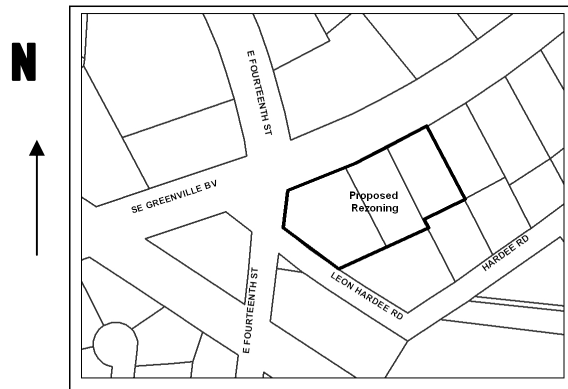 N
E FOURTEENTH ST
SE GREENVILLE BV
Proposed
Rezoning
HARDEE RD
LEON HARDEE RD
E FOURTEENTH ST